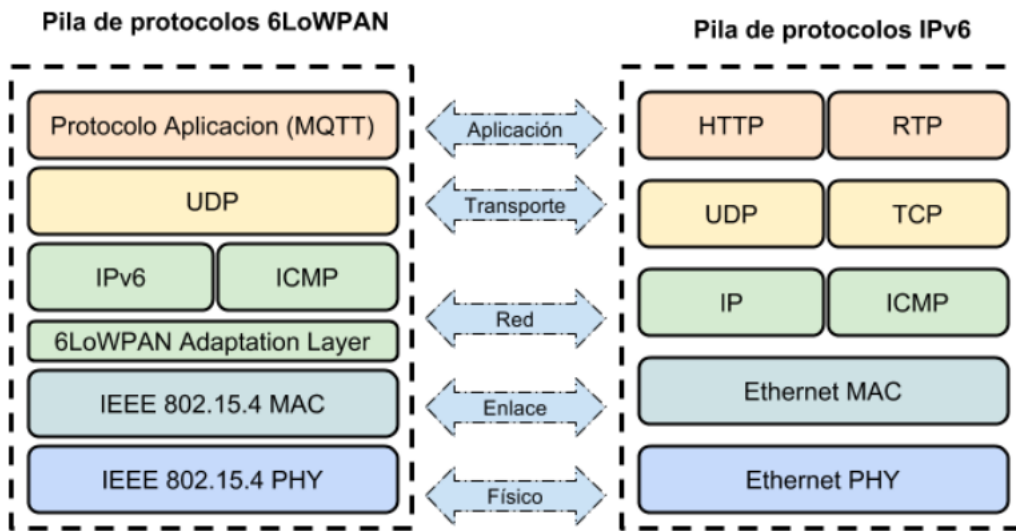 Pila de protocolos 6LoWPAN
Pila de protocolos IPv6
Protocolo Aplicacion (MQTT)
Aplicación
HTTP
RTP
UDP
Transporte
UDP
TCP
IPv6
ICMP
Red
IP
ICMP
6LoWPAN Adaptation Layer
IEEE 802.15.4 MAC
Enlace
Ethernet MAC
IEEE 802.15.4 PHY
Físico
Ethernet PHY